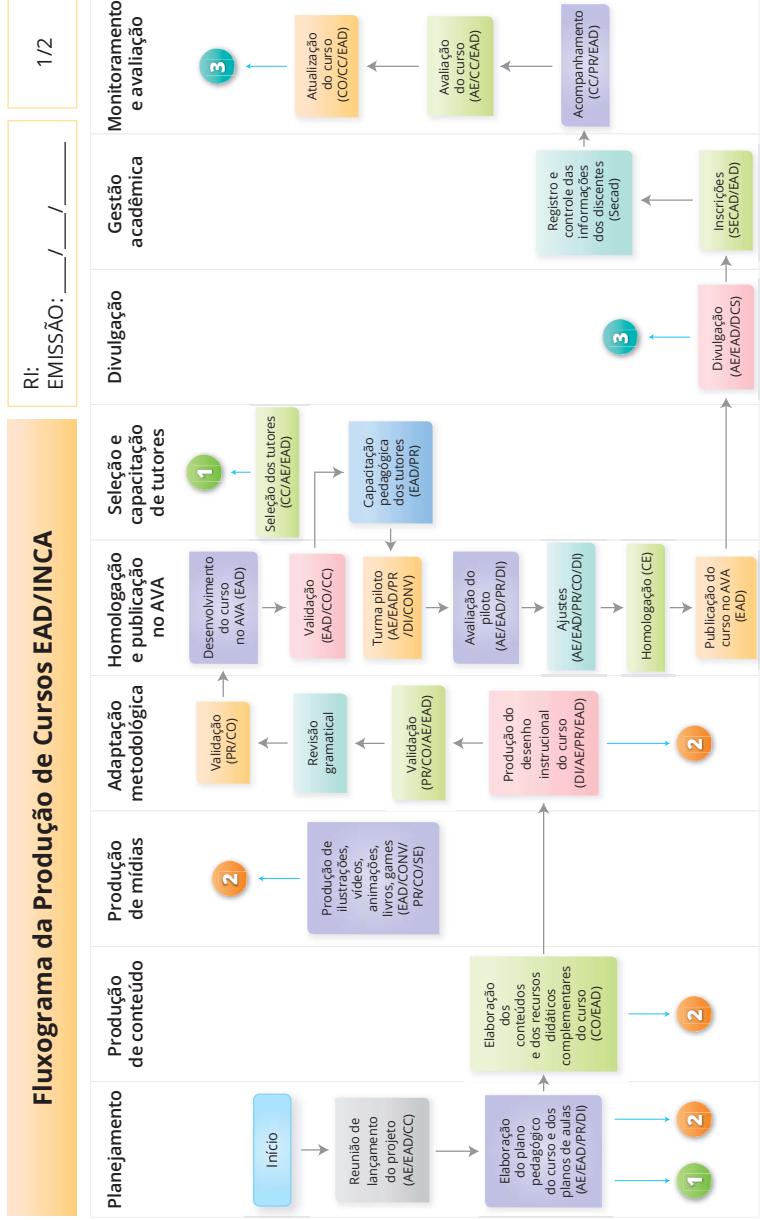 Fluxograma da Produção de Cursos EAD/INCA
RI:
EMISSÃO: ___/___/_____
1/2
Planejamento
Início
Reunião de
lançamento
do projeto
(AE/EAD/CC)
Elaboração
do plano
pedagógico
do curso e dos
planos de aulas
(AE/EAD/PR/DI)
1
2
Produção
de conteúdo
Elaboração
dos
conteúdos
e dos recursos
didáticos
complementares
do curso
(CO/EAD)
2
Produção
de mídias
2
Produção de
ilustrações,
vídeos,
animações,
livros, games
(EAD/CONV/
PR/CO/SE)
Adaptação
metodológica
Validação
(PR/CO)
Revisão
gramatical
Validação
(PR/CO/AE/EAD)
Produção do
desenho
instrucional
do curso
(DI/AE/PR/EAD)
2
Homologação
e publicação
no AVA
Desenvolvimento
do curso
no AVA (EAD)
Validação
(EAD/CO/CC)
Turma piloto
(AE/EAD/PR
/DI/CONV)
Avaliação do
piloto
(AE/EAD/PR/DI)
Ajustes
(AE/EAD/PR/CO/DI)
Homologação (CE)
Publicação do
curso no AVA
(EAD)
Seleção e
capacitação
de tutores
1
Seleção dos tutores
(CC/AE/EAD)
Capacitação
pedagógica
dos tutores
(EAD/PR)
Divulgação
3
Divulgação
(AE/EAD/DCS)
Gestão
acadêmica
Registro e
controle das
informações
dos discentes
(Secad)
Inscrições
(SECAD/EAD)
Monitoramento
e avaliação
3
Atualização
do curso
(CO/CC/EAD)
Avaliação
do curso
(AE/CC/EAD)
Acompanhamento
(CC/PR/EAD)